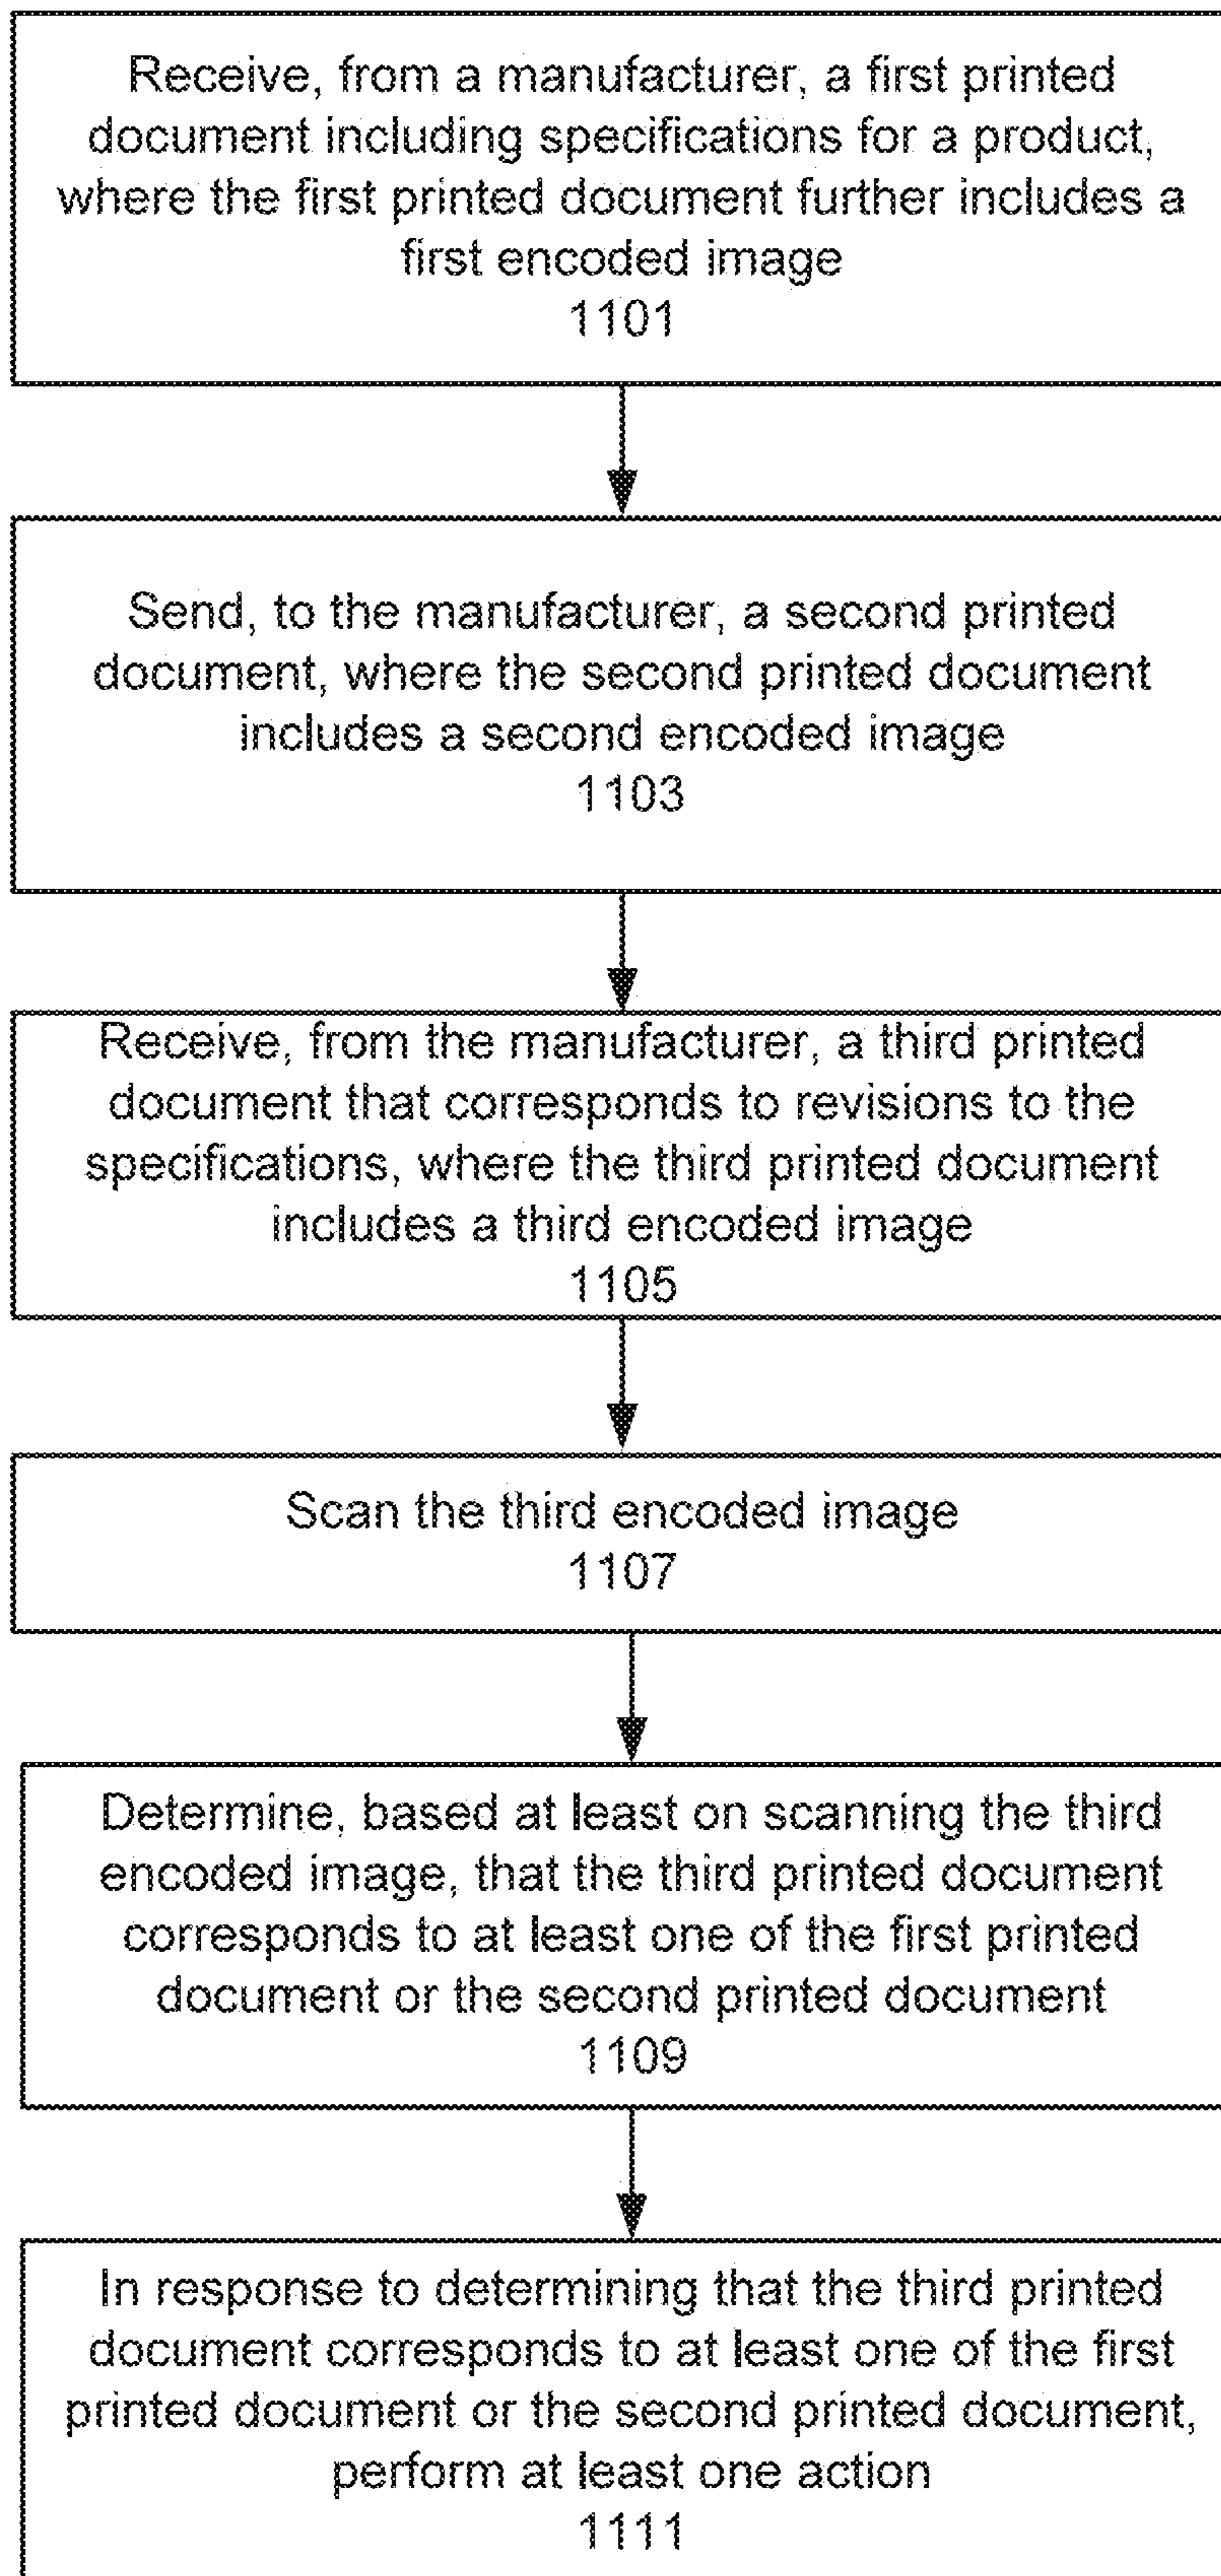 Receive, from a manufacturer, a first printed
document including specifications for a product,
where the first printed document further includes a
first encoded image
1101
Send, to the manufacturer, a second printed
document, where the second printed document
includes a second encoded image
1103
Receive, from the manufacturer, a third printed
document that corresponds to revisions to the
specifications, where the third printed document
includes a third encoded image
1105
Scan the third encoded image
1107
Determine, based at least on scanning the third
encoded image, that the third printed document
corresponds to at least one of the first printed
document or the second printed document
1109
In response to determining that the third printed
document corresponds to at least one of the first
printed document or the second printed document,
perform at least one action
1111